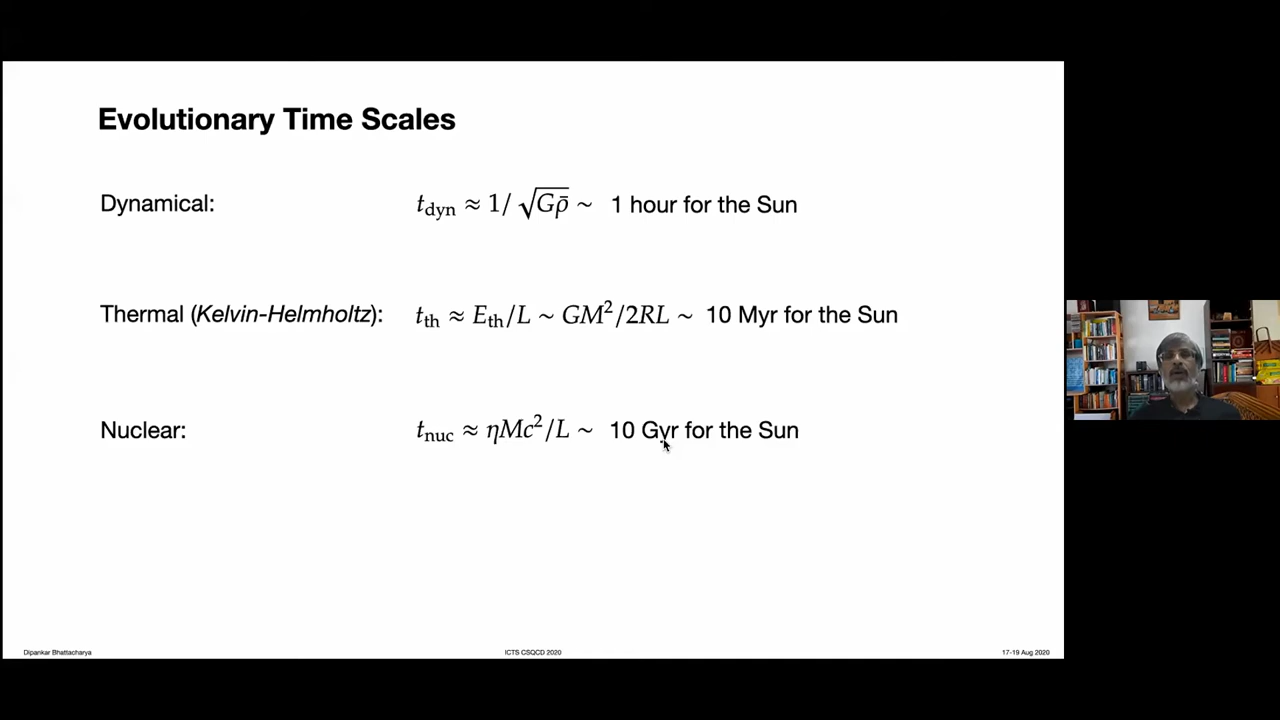 Evolutionary Time Scales
Dynamical: t_dyn ≈ 1/√Gρ̄ ~ 1 hour for the Sun
Thermal (Kelvin-Helmholtz): t_th ≈ E_th/L ~ GM²/2RL ~ 10 Myr for the Sun
Nuclear: t_nuc ≈ ηMc²/L ~ 10 Gyr for the Sun
Dipankar Bhattacharya ICTS CSQCD 2020 17-19 Aug 2020